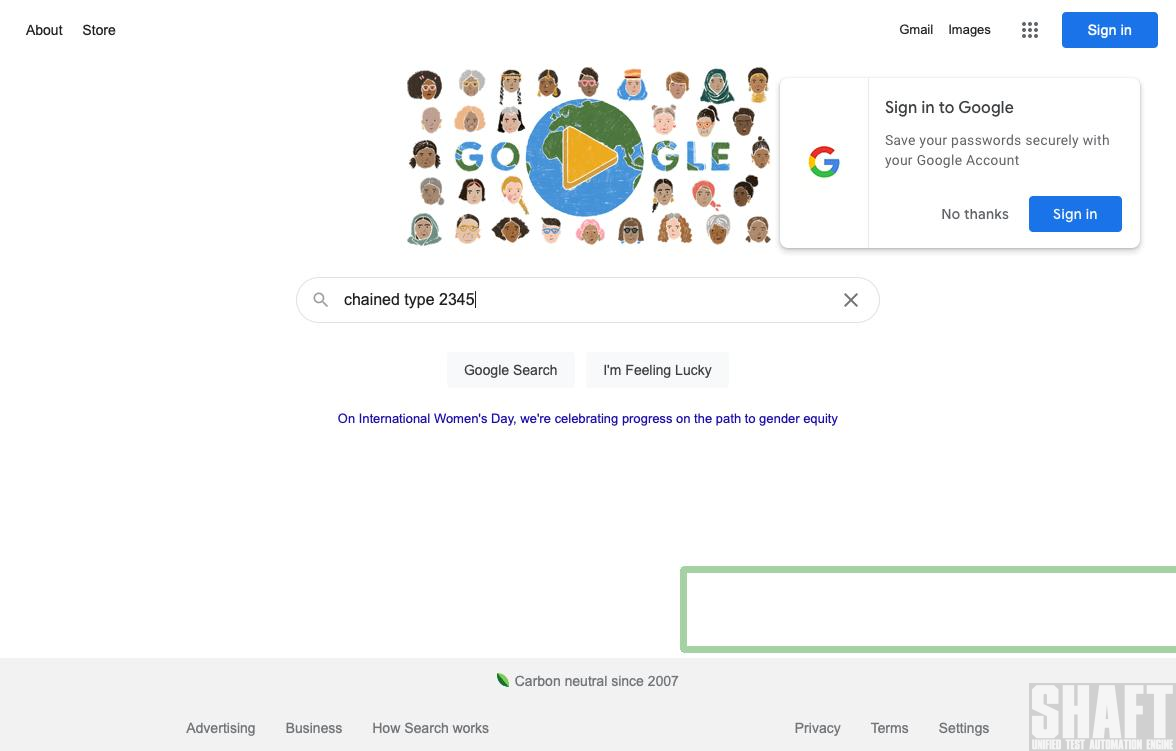 About Store
Gmail Images Sign in
GO GLE
Sign in to Google
Save your passwords securely with
your Google Account
No thanks Sign in
chained type 2345
Google Search I'm Feeling Lucky
On International Women's Day, we're celebrating progress on the path to gender equity
Carbon neutral since 2007
Advertising Business How Search works
Privacy Terms Settings
SHAFT
UNIFIED TEST AUTOMATION ENGINE